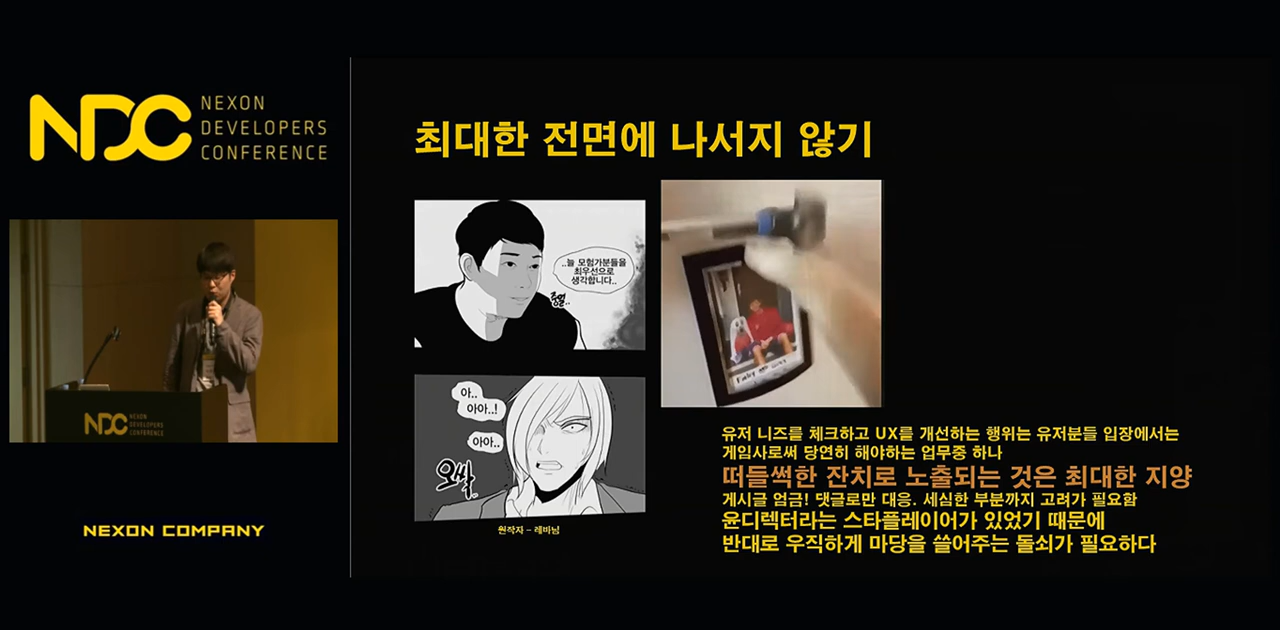 NDC
NEXON
DEVELOPERS
CONFERENCE
최대한 전면에 나서지 않기
..늘 모험가분들을
최우선으로
생각합니다..
중얼..
아..
아아..!
아아..
오싹
원작자 – 레바님
유저 니즈를 체크하고 UX를 개선하는 행위는 유저분들 입장에서는
게임사로써 당연히 해야하는 업무중 하나
떠들썩한 잔치로 노출되는 것은 최대한 지양
게시글 엄금! 댓글로만 대응. 세심한 부분까지 고려가 필요함
윤디렉터라는 스타플레이어가 있었기 때문에
반대로 우직하게 마당을 쓸어주는 돌쇠가 필요하다
NDC
NEXON
DEVELOPERS
CONFERENCE
NEXON COMPANY